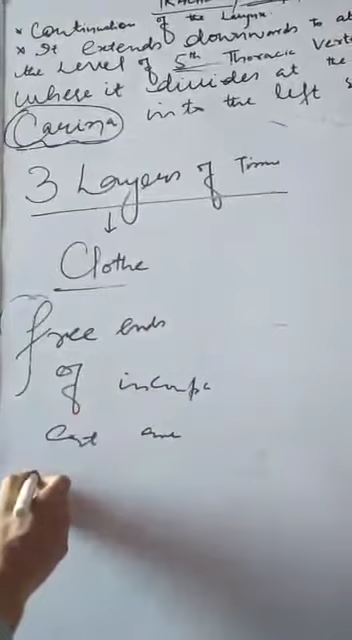 * Continuation of the Larynx.
* It extends downwards to at
the level of 5th Thoracic vert
where it divides at the
Carina into the left
3 Layers of
↓
Clothe
free ends
of